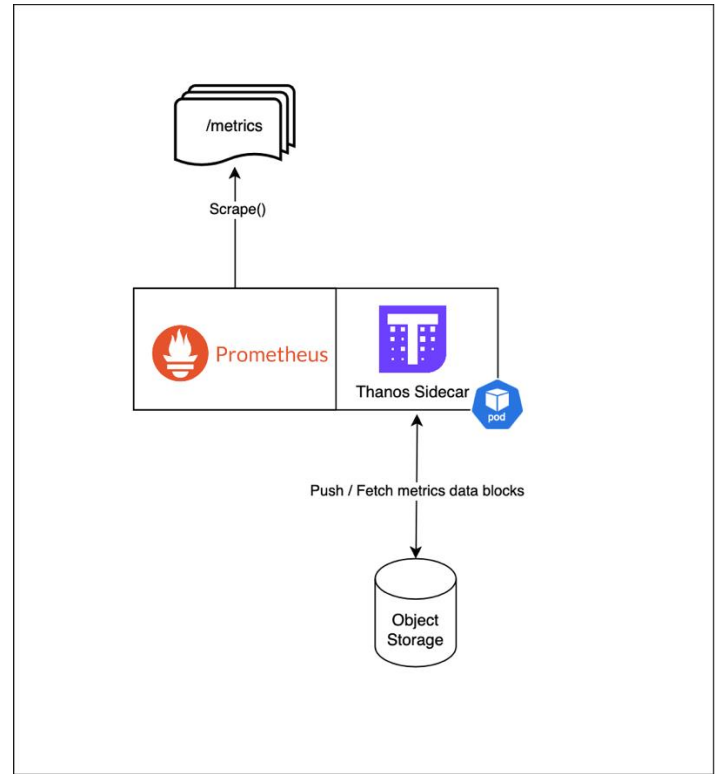 /metrics
Scrape()
Prometheus
Thanos Sidecar
pod
Push / Fetch metrics data blocks
Object
Storage